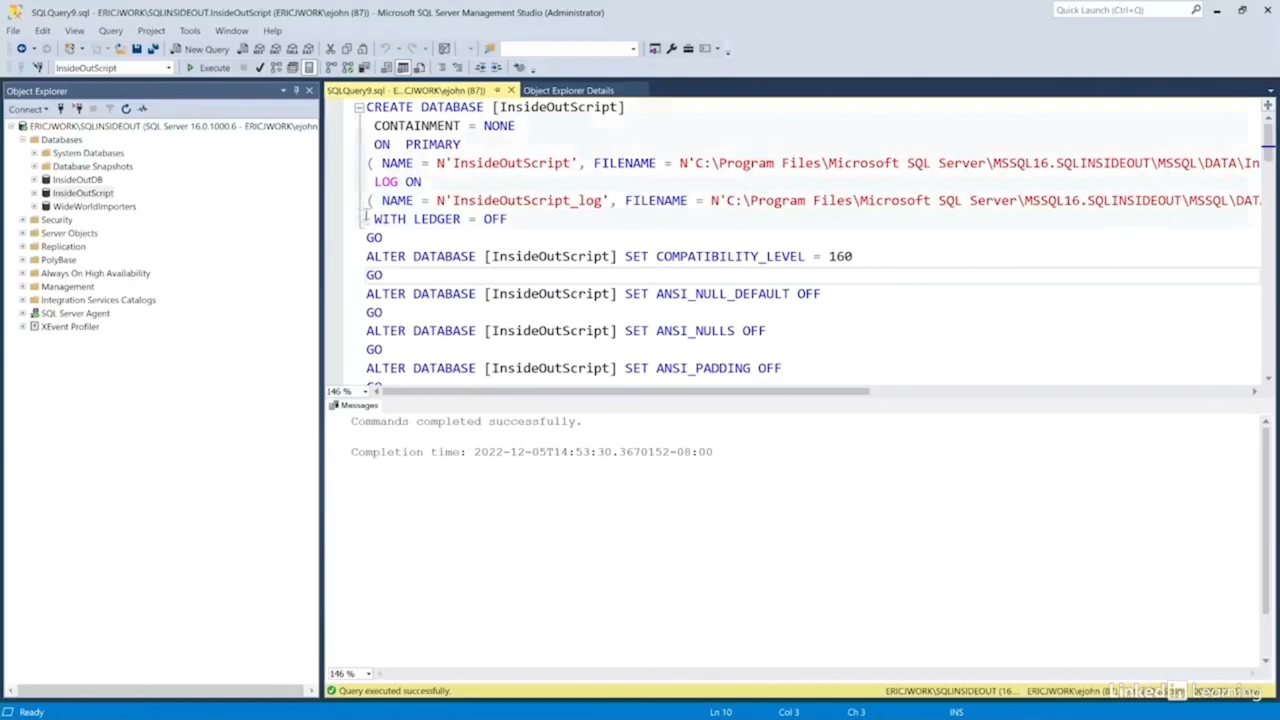 SQLQuery9.sql - ERICJWORK\SQLINSIDEOUT.InsideOutScript (ERICJWORK\ejohn (87)) - Microsoft SQL Server Management Studio (Administrator)
Quick Launch (Ctrl+Q)
File Edit View Query Project Tools Window Help
New Query
InsideOutScript
Execute
Object Explorer
SQLQuery9.sql - E...CJWORK\ejohn (87))
Object Explorer Details
Connect
ERICJWORK\SQLINSIDEOUT (SQL Server 16.0.1000.6 - ERICJWORK\ejohn
Databases
System Databases
Database Snapshots
InsideOutDB
InsideOutScript
WideWorldImporters
Security
Server Objects
Replication
PolyBase
Always On High Availability
Management
Integration Services Catalogs
SQL Server Agent
XEvent Profiler
CREATE DATABASE [InsideOutScript]
CONTAINMENT = NONE
ON PRIMARY
( NAME = N'InsideOutScript', FILENAME = N'C:\Program Files\Microsoft SQL Server\MSSQL16.SQLINSIDEOUT\MSSQL\DATA\In
LOG ON
( NAME = N'InsideOutScript_log', FILENAME = N'C:\Program Files\Microsoft SQL Server\MSSQL16.SQLINSIDEOUT\MSSQL\DATA
WITH LEDGER = OFF
GO
ALTER DATABASE [InsideOutScript] SET COMPATIBILITY_LEVEL = 160
GO
ALTER DATABASE [InsideOutScript] SET ANSI_NULL_DEFAULT OFF
GO
ALTER DATABASE [InsideOutScript] SET ANSI_NULLS OFF
GO
ALTER DATABASE [InsideOutScript] SET ANSI_PADDING OFF
GO
146 %
Messages
Commands completed successfully.
Completion time: 2022-12-05T14:53:30.3670152-08:00
146 %
Query executed successfully.
ERICJWORK\SQLINSIDEOUT (16...
ERICJWORK\ejohn (8
LinkedIn Learning
Ready
Ln 10
Col 3
Ch 3
INS